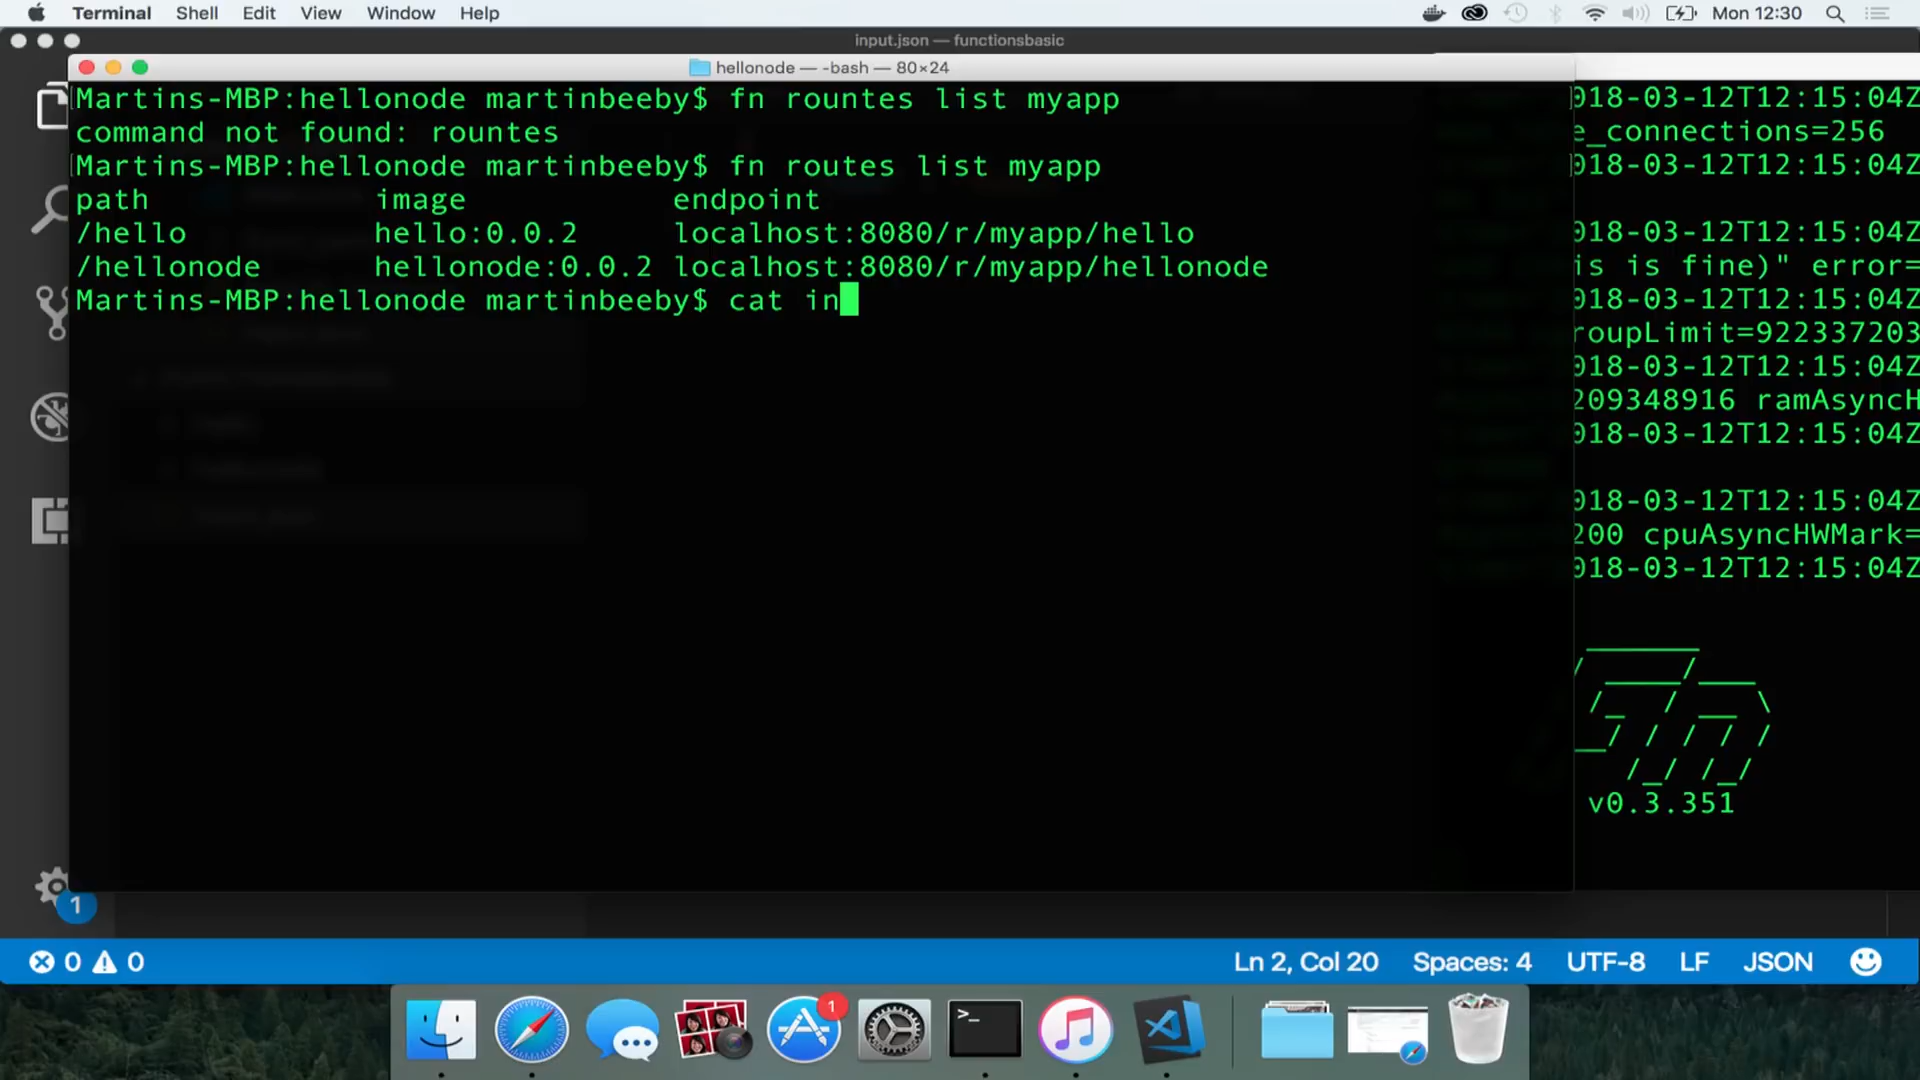 Terminal Shell Edit View Window Help Mon 12:30
input.json — functionsbasic
hellonode — -bash — 80×24
Martins-MBP:hellonode martinbeeby$ fn rountes list myapp
command not found: rountes
Martins-MBP:hellonode martinbeeby$ fn routes list myapp
path image endpoint
/hello hello:0.0.2 localhost:8080/r/myapp/hello
/hellonode hellonode:0.0.2 localhost:8080/r/myapp/hellonode
Martins-MBP:hellonode martinbeeby$ cat in
018-03-12T12:15:04Z
e_connections=256
018-03-12T12:15:04Z
018-03-12T12:15:04Z
is is fine)" error=
018-03-12T12:15:04Z
roupLimit=922337203
018-03-12T12:15:04Z
209348916 ramAsyncH
018-03-12T12:15:04Z
018-03-12T12:15:04Z
200 cpuAsyncHWMark=
018-03-12T12:15:04Z
v0.3.351
1
0 0 Ln 2, Col 20 Spaces: 4 UTF-8 LF JSON
1
>_